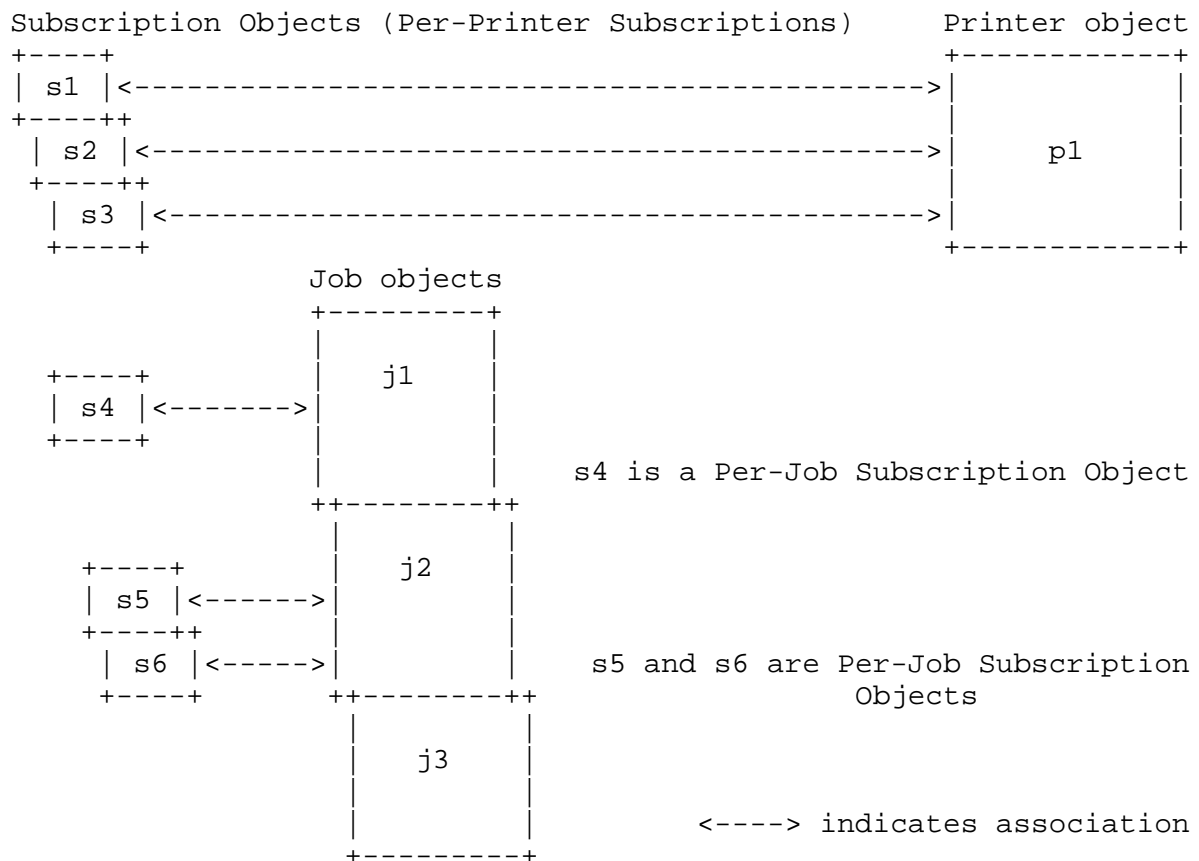 Subscription Objects (Per-Printer Subscriptions)     Printer object
s1
s2
p1
s3
Job objects
j1
s4
s4 is a Per-Job Subscription Object
j2
s5
s6
s5 and s6 are Per-Job Subscription
Objects
j3
<----> indicates association